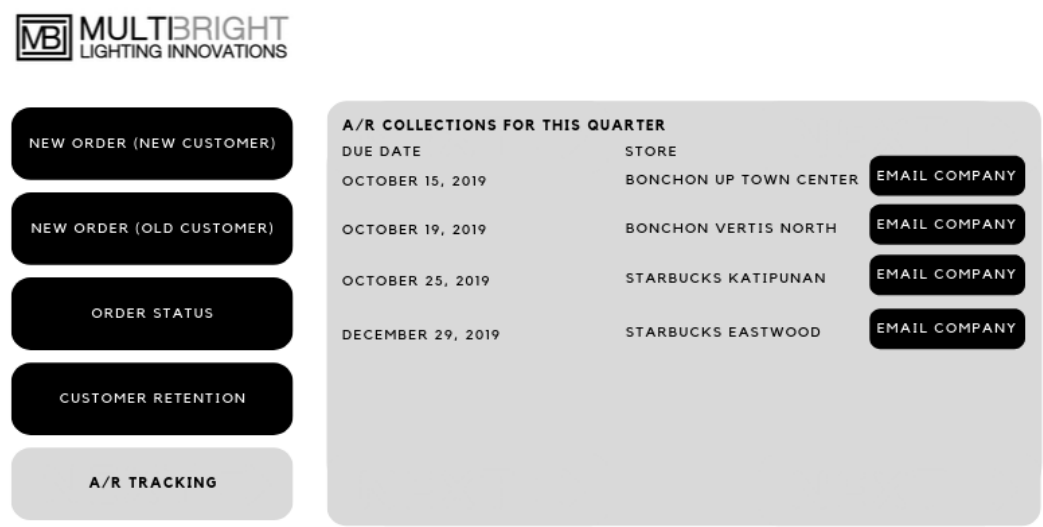 MBI MULTIBRIGHT
LIGHTING INNOVATIONS
NEW ORDER (NEW CUSTOMER)
NEW ORDER (OLD CUSTOMER)
ORDER STATUS
CUSTOMER RETENTION
A/R TRACKING
A/R COLLECTIONS FOR THIS QUARTER
DUE DATE STORE
OCTOBER 15, 2019 BONCHON UP TOWN CENTER EMAIL COMPANY
OCTOBER 19, 2019 BONCHON VERTIS NORTH EMAIL COMPANY
OCTOBER 25, 2019 STARBUCKS KATIPUNAN EMAIL COMPANY
DECEMBER 29, 2019 STARBUCKS EASTWOOD EMAIL COMPANY